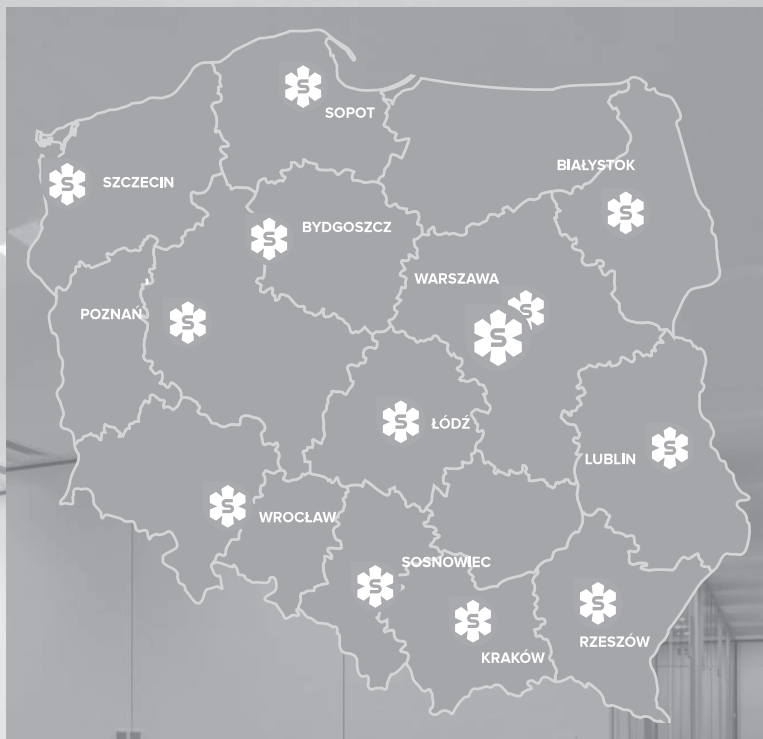 SOPOT
BIAŁYSTOK
SZCZECIN
BYDGOSZCZ
WARSZAWA
POZNAŃ
ŁÓDŹ
LUBLIN
WROCŁAW
SOSNOWIEC
RZESZÓW
KRAKÓW
S
S
S
S
S
S
S
S
S
S
S
S
S